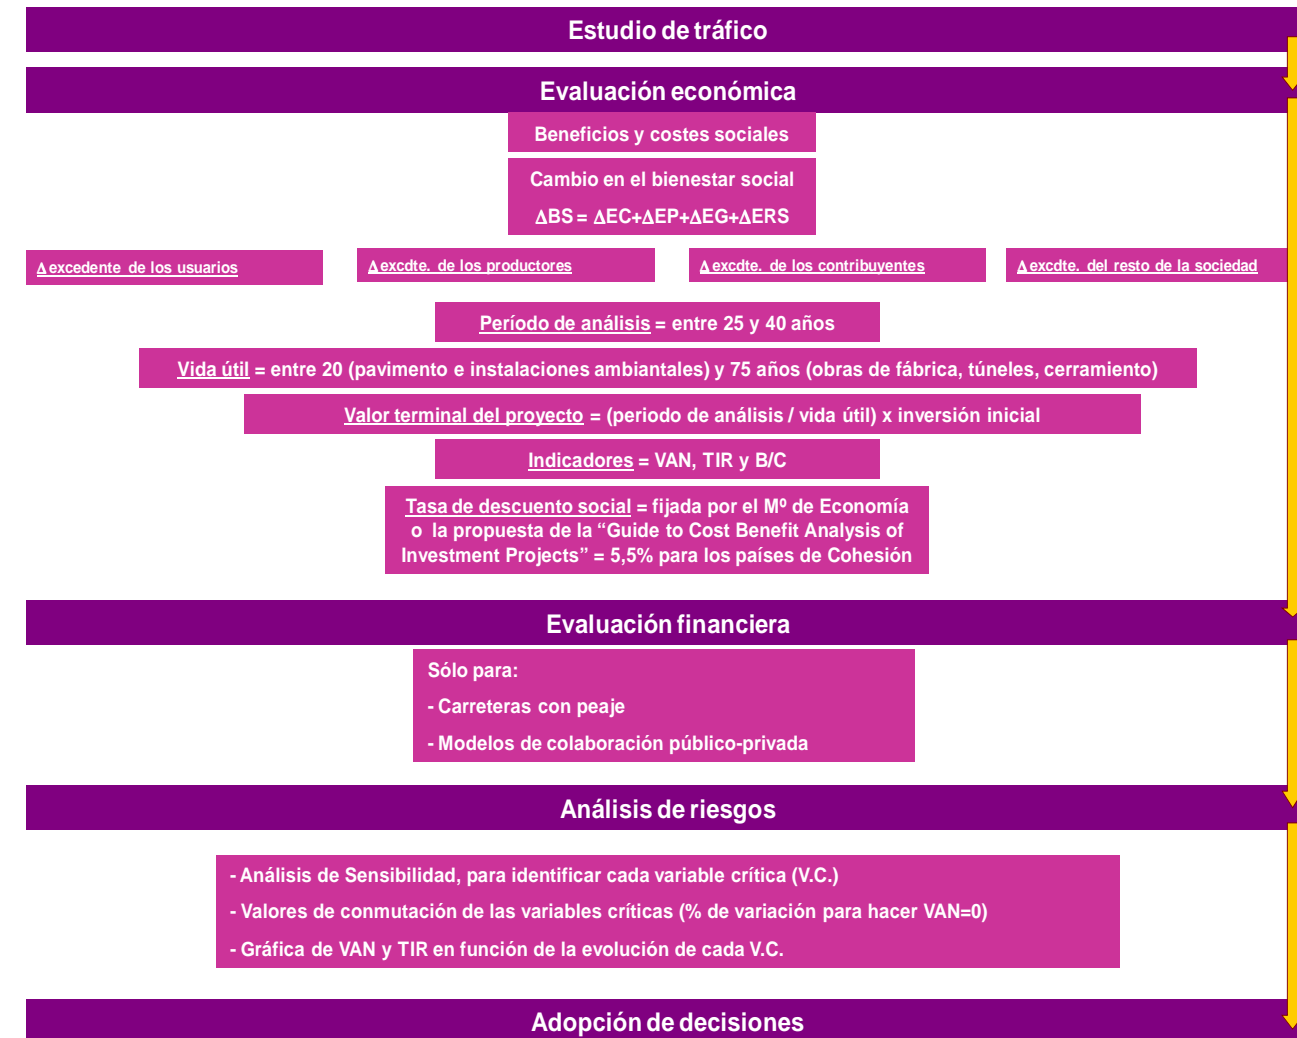 Estudio de tráfico
Evaluación económica
Beneficios y costes sociales
Cambio en el bienestar social
ΔBS = ΔEC+ΔEP+ΔEG+ΔERS
Δ excedente de los usuarios
Δ excdte. de los productores
Δ excdte. de los contribuyentes
Δ excdte. del resto de la sociedad
Período de análisis = entre 25 y 40 años
Vida útil = entre 20 (pavimento e instalaciones ambiantales) y 75 años (obras de fábrica, túneles, cerramiento)
Valor terminal del proyecto = (periodo de análisis / vida útil) x inversión inicial
Indicadores = VAN, TIR y B/C
Tasa de descuento social = fijada por el Mº de Economía
o la propuesta de la “Guide to Cost Benefit Analysis of
Investment Projects” = 5,5% para los países de Cohesión
Evaluación financiera
Sólo para:
- Carreteras con peaje
- Modelos de colaboración público-privada
Análisis de riesgos
- Análisis de Sensibilidad, para identificar cada variable crítica (V.C.)
- Valores de conmutación de las variables críticas (% de variación para hacer VAN=0)
- Gráfica de VAN y TIR en función de la evolución de cada V.C.
Adopción de decisiones